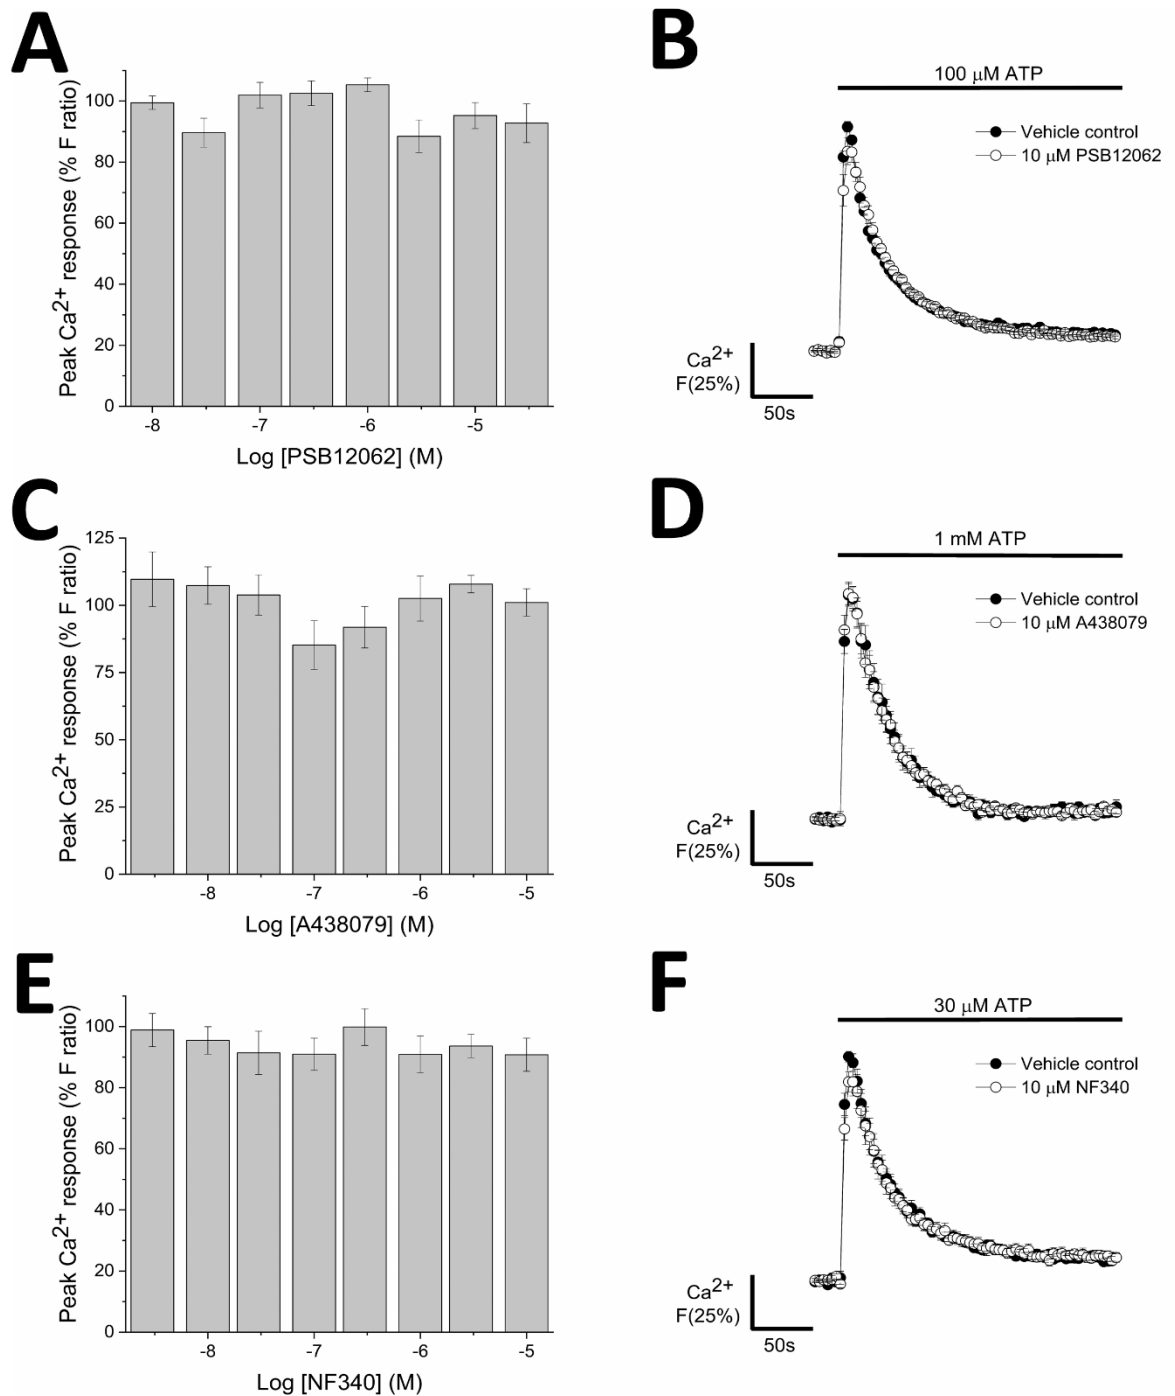 A
Peak Ca2+ response (% F ratio)
100
80
60
40
20
0
-8
-7
-6
-5
Log [PSB12062] (M)
B
100 μM ATP
Vehicle control
10 μM PSB12062
Ca2+
F(25%)
50s
C
Peak Ca2+ response (% F ratio)
125
100
75
50
25
0
-8
-7
-6
-5
Log [A438079] (M)
D
1 mM ATP
Vehicle control
10 μM A438079
Ca2+
F(25%)
50s
E
Peak Ca2+ response (% F ratio)
100
80
60
40
20
0
-8
-7
-6
-5
Log [NF340] (M)
F
30 μM ATP
Vehicle control
10 μM NF340
Ca2+
F(25%)
50s